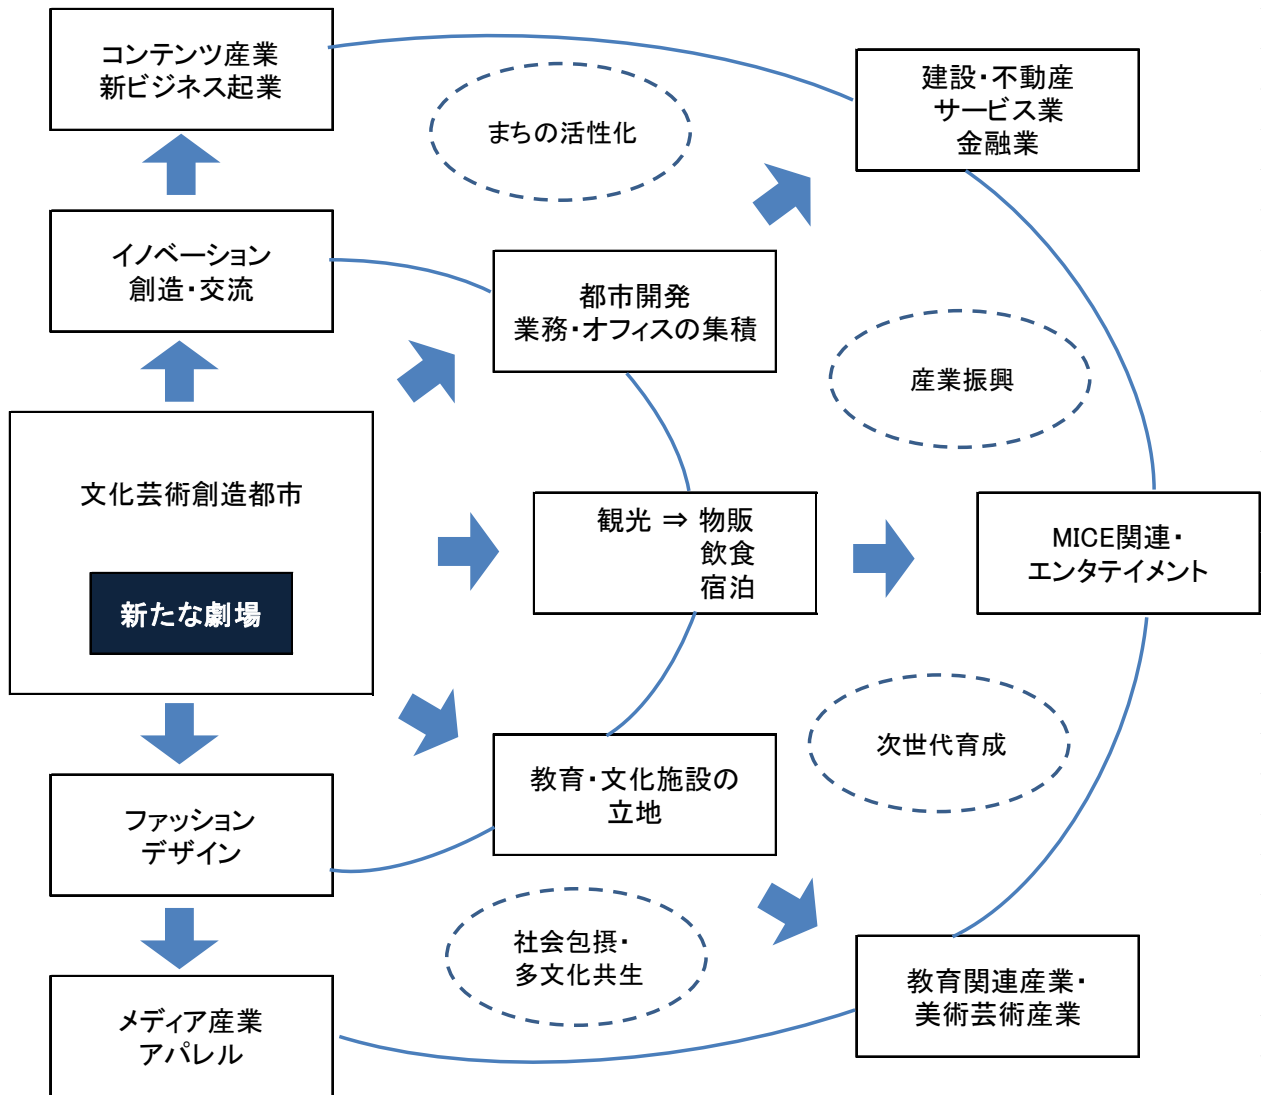 コンテンツ産業
新ビジネス起業
建設・不動産
サービス業
金融業
まちの活性化
イノベーション
創造・交流
都市開発
業務・オフィスの集積
産業振興
文化芸術創造都市
新たな劇場
観光 ⇒ 物販
飲食
宿泊
MICE関連・
エンタテイメント
次世代育成
教育・文化施設の
立地
ファッション
デザイン
社会包摂・
多文化共生
教育関連産業・
美術芸術産業
メディア産業
アパレル